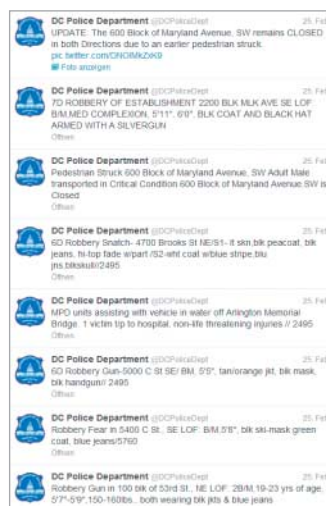 DC Police Department @DCPoliceDept 25. Feb
UPDATE: The 600 Block of Maryland Avenue, SW remains CLOSED
in both Directions due to an earlier pedestrian struck.
Foto anzeigen
DC Police Department @DCPoliceDept 25. Feb
7D ROBBERY OF ESTABLISHMENT 2200 BLK MLK AVE SE LOF
B/M,MED COMPLEXION, 5'11", 6'0", BLK COAT AND BLACK HAT
ARMED WITH A SILVERGUN
Öffnen
DC Police Department @DCPoliceDept 25. Feb
Pedestrian Struck 600 Block of Maryland Avenue, SW Adult Male
transported in Critical Condition 600 Block of Maryland Avenue,SW is
Closed
Öffnen
DC Police Department @DCPoliceDept 25. Feb
6D Robbery Snatch- 4700 Brooks St NE/S1- lt skn,blk peacoat, blk
jeans, hi-top fade w/part /S2-wht coat w/blue stripe,blu
jns,blkskull//2495
Öffnen
DC Police Department @DCPoliceDept 25. Feb
MPD units assisting with vehicle in water off Arlington Memorial
Bridge. 1 victim t/p to hospital, non-life threatening injuries // 2495
Öffnen
DC Police Department @DCPoliceDept 25. Feb
6D Robbery Gun-5000 C St SE/ BM, 5'5", tan/orange jkt, blk mask,
blk handgun// 2495
Öffnen
DC Police Department @DCPoliceDept 25. Feb
Robbery Fear in 5400 C St., SE LOF: B/M,5'8", blk ski-mask green
coat, blue jeans/5760
Öffnen
DC Police Department @DCPoliceDept 25. Feb
Robbery Gun in 100 blk of 53rd St., NE LOF: 2B/M,19-23 yrs of age,
5'7"-5'9",150-160lbs., both wearing blk jkts & blue jeans